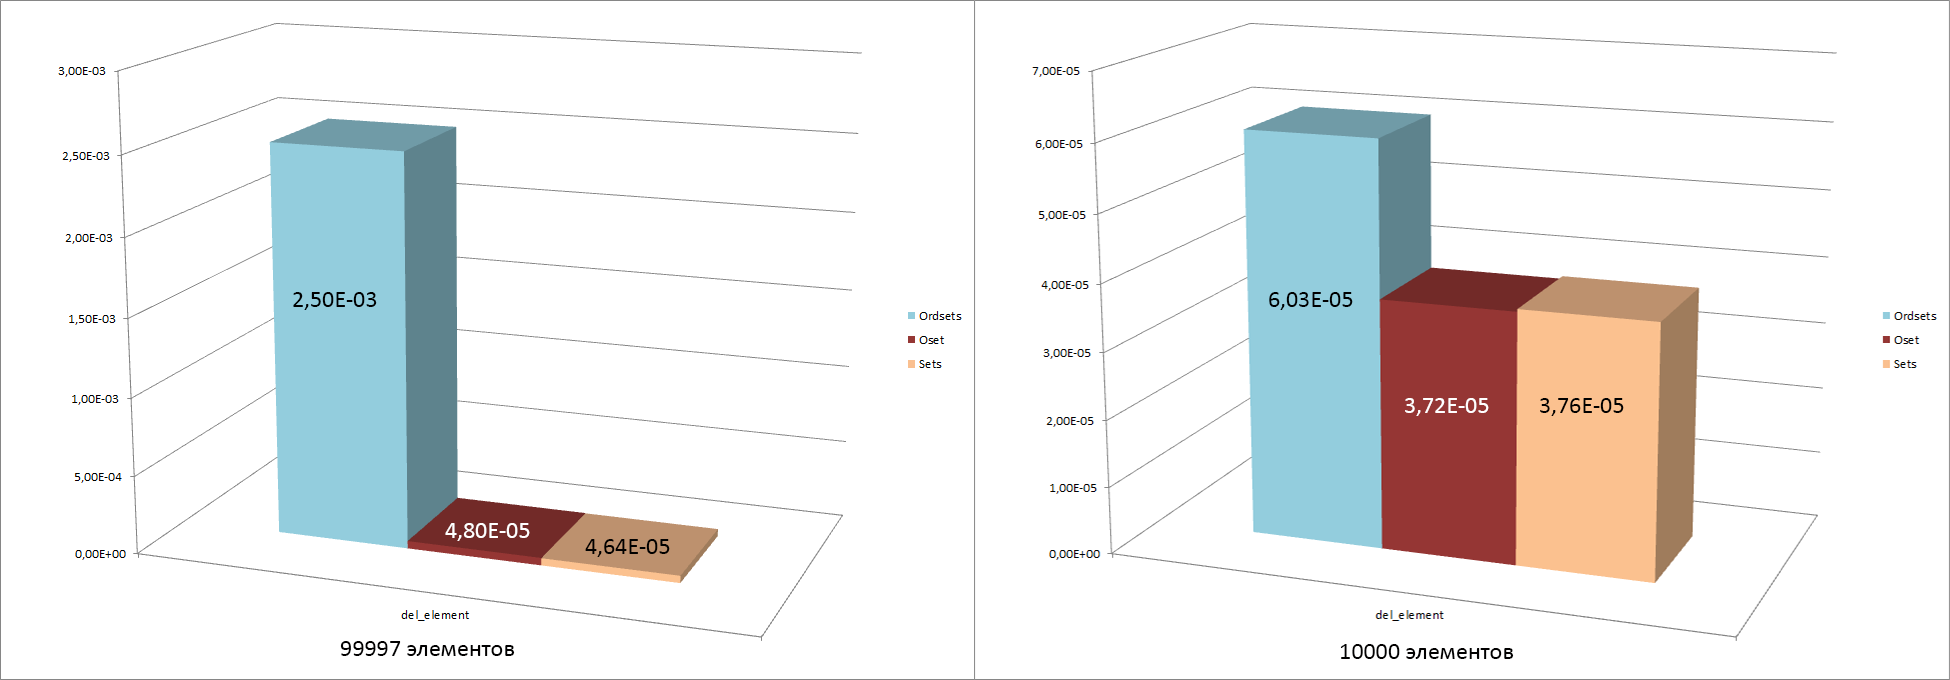 3,00E-03
2,50E-03
2,00E-03
1,50E-03
1,00E-03
5,00E-04
0,00E+00
2,50E-03
4,80E-05
4,64E-05
Ordsets
Oset
Sets
del_element
99997 элементов
7,00E-05
6,00E-05
5,00E-05
4,00E-05
3,00E-05
2,00E-05
1,00E-05
0,00E+00
6,03E-05
3,72E-05
3,76E-05
Ordsets
Oset
Sets
del_element
10000 элементов